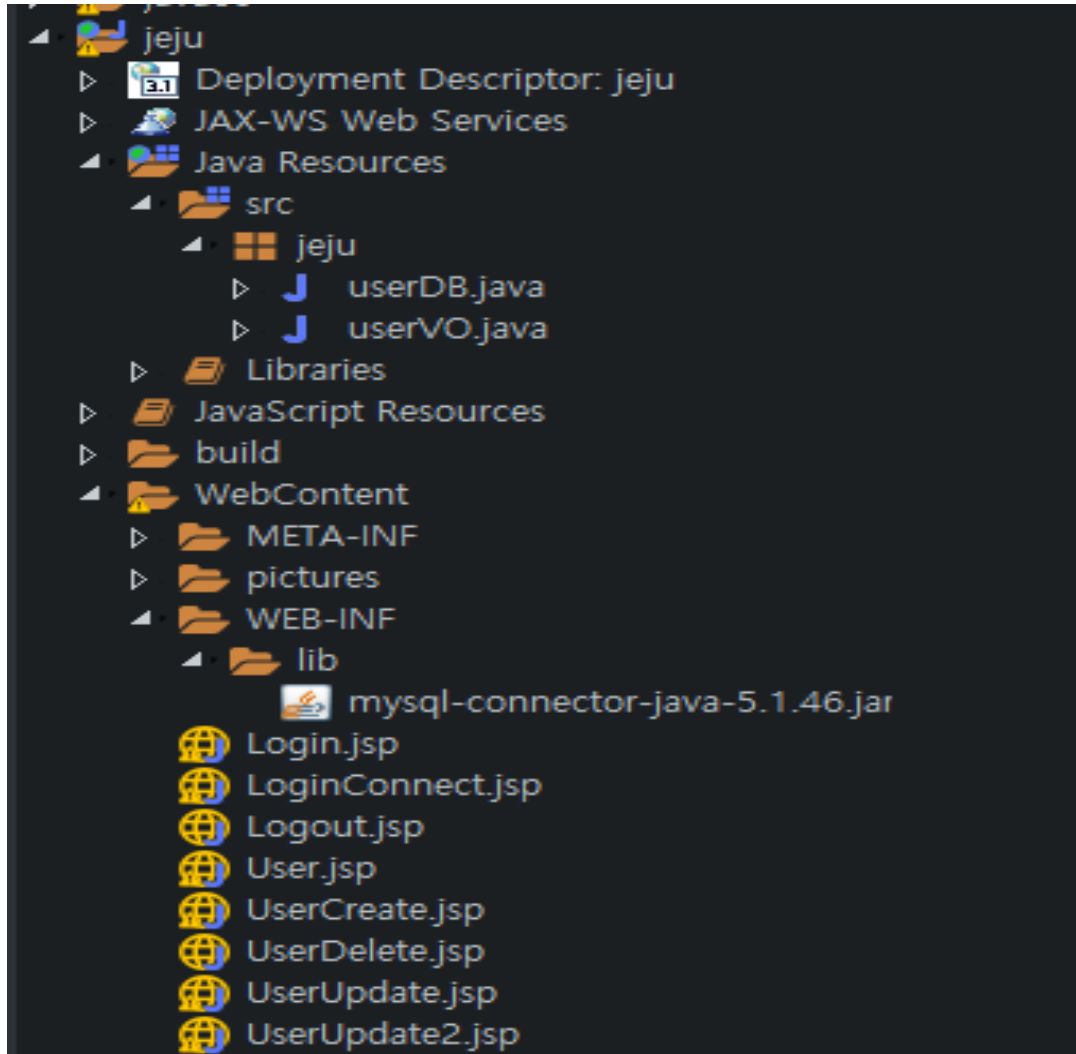 jeju
Deployment Descriptor: jeju
3.1
JAX-WS Web Services
Java Resources
src
jeju
userDB.java
userVO.java
Libraries
JavaScript Resources
build
WebContent
META-INF
pictures
WEB-INF
lib
mysql-connector-java-5.1.46.jar
Login.jsp
LoginConnect.jsp
Logout.jsp
User.jsp
UserCreate.jsp
UserDelete.jsp
UserUpdate.jsp
UserUpdate2.jsp